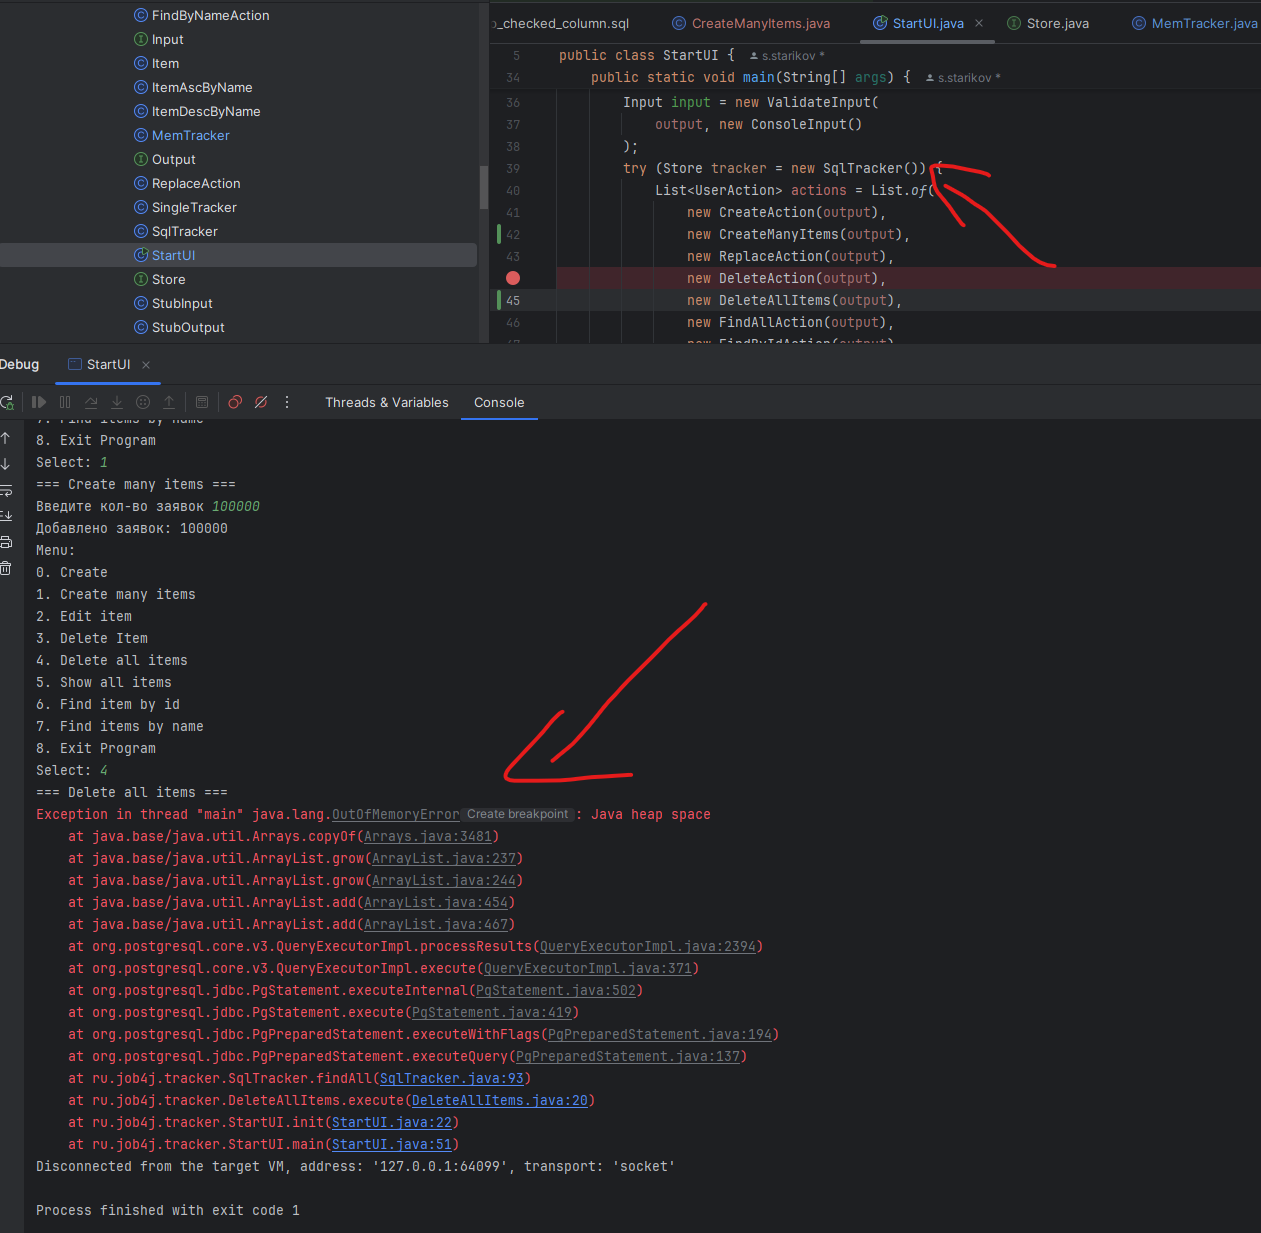 FindByNameAction
Input
Item
ItemAscByName
ItemDescByName
MemTracker
Output
ReplaceAction
SingleTracker
SqlTracker
StartUI
Store
StubInput
StubOutput
_checked_column.sql
CreateManyItems.java
StartUI.java
Store.java
MemTracker.java
5 public class StartUI { s.starikov *
34 public static void main(String[] args) { s.starikov *
36 Input input = new ValidateInput(
37 output, new ConsoleInput()
38 );
39 try (Store tracker = new SqlTracker()) {
40 List<UserAction> actions = List.of(
41 new CreateAction(output),
42 new CreateManyItems(output),
43 new ReplaceAction(output),
new DeleteAction(output),
45 new DeleteAllItems(output),
46 new FindAllAction(output),
new FindByIdAction(output)
Debug
StartUI
Threads & Variables
Console
7. Find items by name
8. Exit Program
Select: 1
=== Create many items ===
Введите кол-во заявок 100000
Добавлено заявок: 100000
Menu:
0. Create
1. Create many items
2. Edit item
3. Delete Item
4. Delete all items
5. Show all items
6. Find item by id
7. Find items by name
8. Exit Program
Select: 4
=== Delete all items ===
Exception in thread "main" java.lang.OutOfMemoryError Create breakpoint : Java heap space
at java.base/java.util.Arrays.copyOf(Arrays.java:3481)
at java.base/java.util.ArrayList.grow(ArrayList.java:237)
at java.base/java.util.ArrayList.grow(ArrayList.java:244)
at java.base/java.util.ArrayList.add(ArrayList.java:454)
at java.base/java.util.ArrayList.add(ArrayList.java:467)
at org.postgresql.core.v3.QueryExecutorImpl.processResults(QueryExecutorImpl.java:2394)
at org.postgresql.core.v3.QueryExecutorImpl.execute(QueryExecutorImpl.java:371)
at org.postgresql.jdbc.PgStatement.executeInternal(PgStatement.java:502)
at org.postgresql.jdbc.PgStatement.execute(PgStatement.java:419)
at org.postgresql.jdbc.PgPreparedStatement.executeWithFlags(PgPreparedStatement.java:194)
at org.postgresql.jdbc.PgPreparedStatement.executeQuery(PgPreparedStatement.java:137)
at ru.job4j.tracker.SqlTracker.findAll(SqlTracker.java:93)
at ru.job4j.tracker.DeleteAllItems.execute(DeleteAllItems.java:20)
at ru.job4j.tracker.StartUI.init(StartUI.java:22)
at ru.job4j.tracker.StartUI.main(StartUI.java:51)
Disconnected from the target VM, address: '127.0.0.1:64099', transport: 'socket'
Process finished with exit code 1